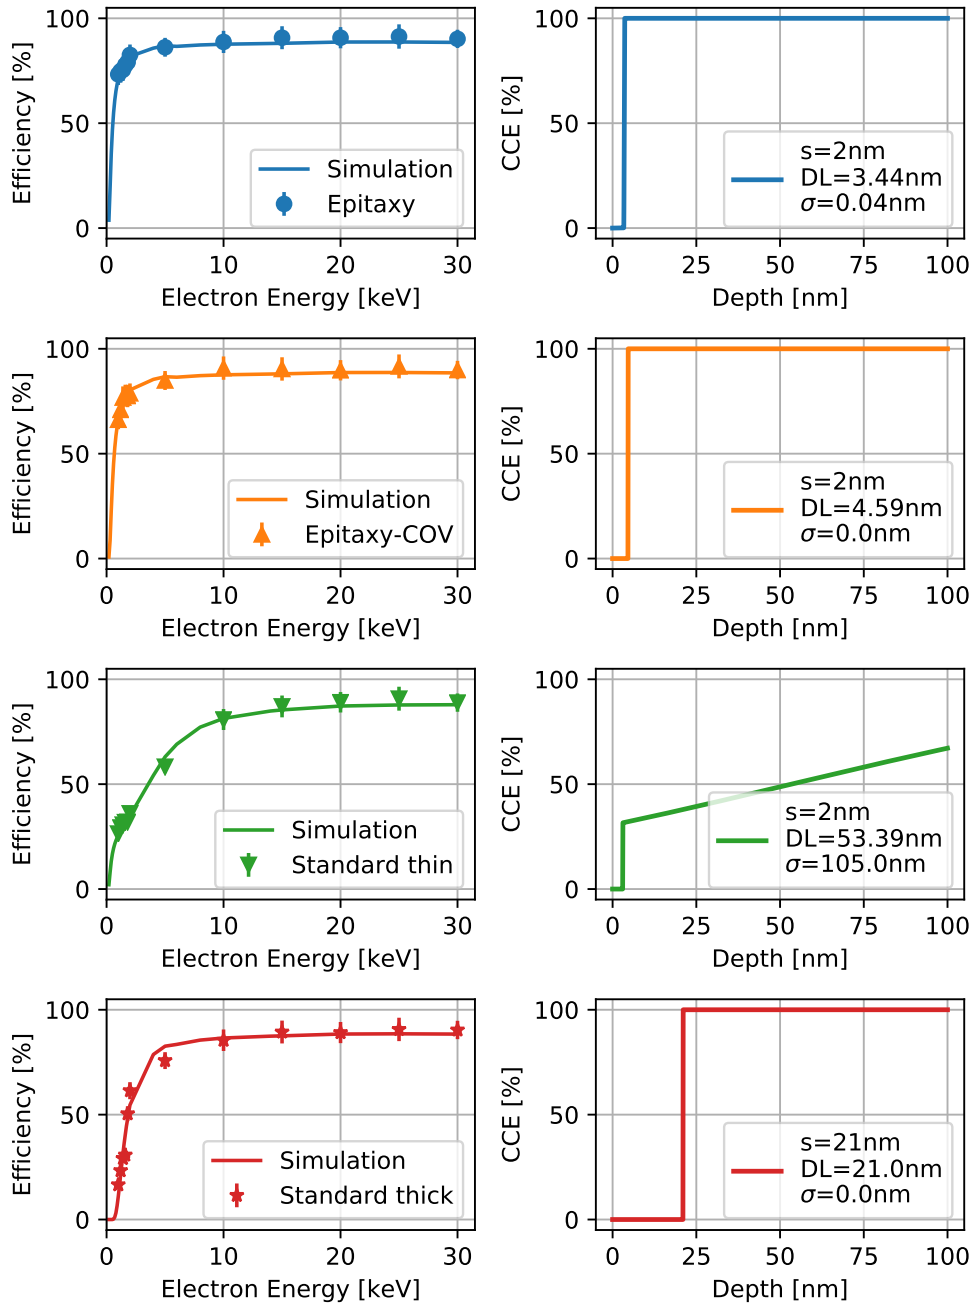 100
50
0
Efficiency [%]
Simulation
Epitaxy
0 10 20 30
Electron Energy [keV]
100
50
0
CCE [%]
s=2nm
DL=3.44nm
σ=0.04nm
0 25 50 75 100
Depth [nm]
100
50
0
Efficiency [%]
Simulation
Epitaxy-COV
0 10 20 30
Electron Energy [keV]
100
50
0
CCE [%]
s=2nm
DL=4.59nm
σ=0.0nm
0 25 50 75 100
Depth [nm]
100
50
0
Efficiency [%]
Simulation
Standard thin
0 10 20 30
Electron Energy [keV]
100
50
0
CCE [%]
s=2nm
DL=53.39nm
σ=105.0nm
0 25 50 75 100
Depth [nm]
100
50
0
Efficiency [%]
Simulation
Standard thick
0 10 20 30
Electron Energy [keV]
100
50
0
CCE [%]
s=21nm
DL=21.0nm
σ=0.0nm
0 25 50 75 100
Depth [nm]